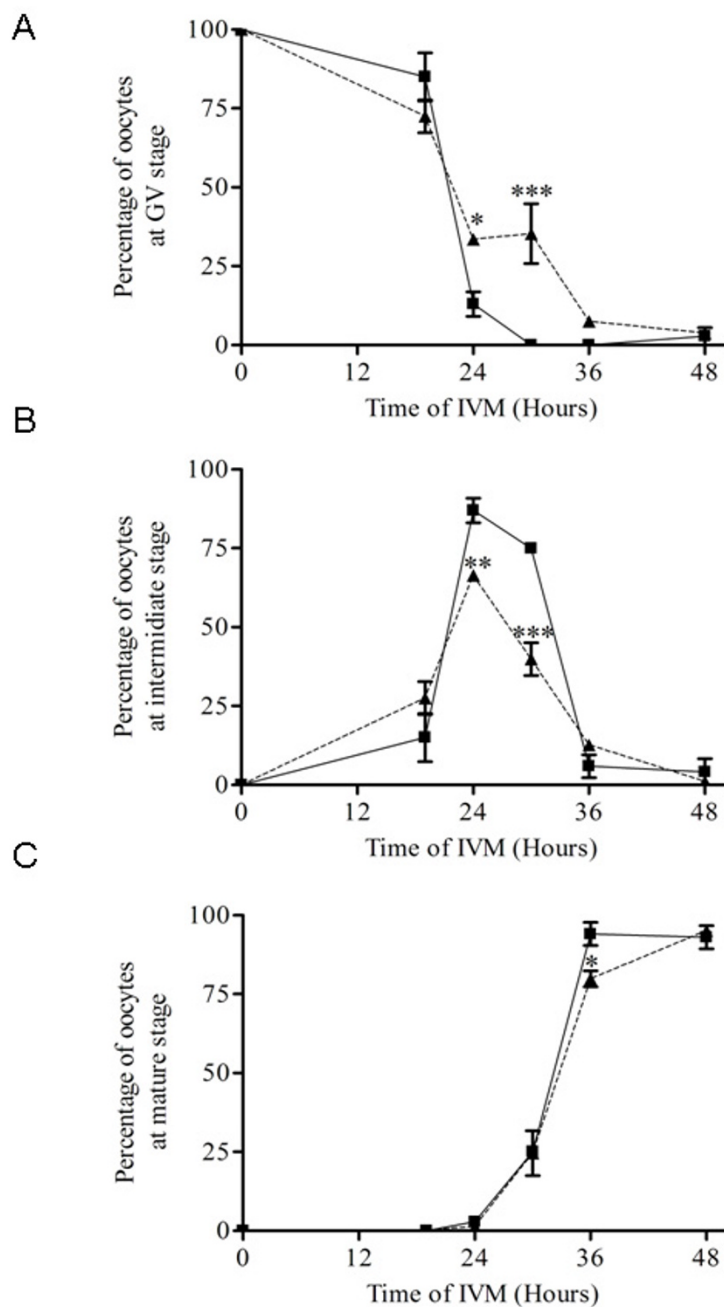 A
Percentage of oocytes
at GV stage
100
75
50
25
0
*
***
0 12 24 36 48
Time of IVM (Hours)
B
Percentage of oocytes
at intermidiate stage
100
75
50
25
0
**
***
0 12 24 36 48
Time of IVM (Hours)
C
Percentage of oocytes
at mature stage
100
75
50
25
0
*
0 12 24 36 48
Time of IVM (Hours)